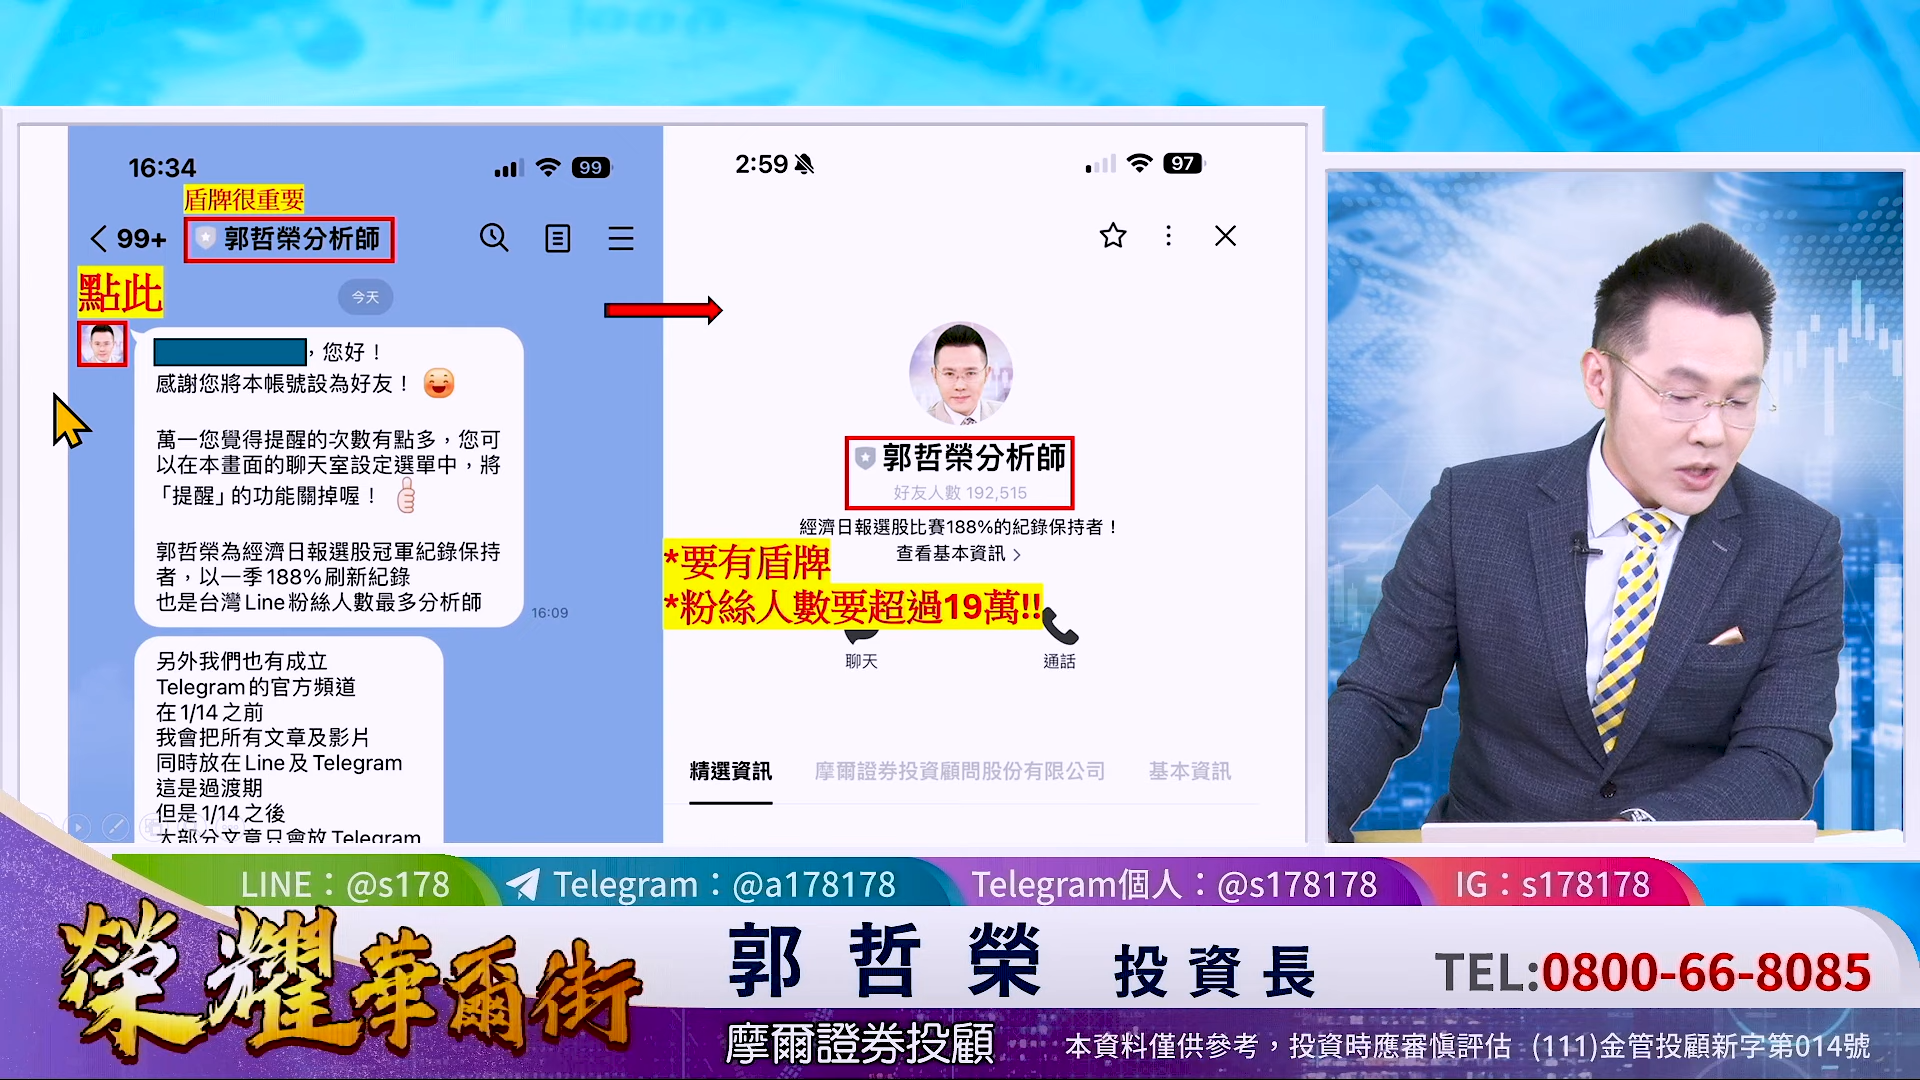 16:34
99
盾牌很重要
99+
郭哲榮分析師
點此
今天
，您好！
感謝您將本帳號設為好友！
萬一您覺得提醒的次數有點多，您可
以在本畫面的聊天室設定選單中，將
「提醒」的功能關掉喔！
郭哲榮為經濟日報選股冠軍紀錄保持
者，以一季188%刷新紀錄
也是台灣Line粉絲人數最多分析師
16:09
另外我們也有成立
Telegram的官方頻道
在1/14之前
我會把所有文章及影片
同時放在Line及Telegram
這是過渡期
但是1/14之後
大部分文章只會放Telegram
2:59
97
郭哲榮分析師
好友人數 192,515
經濟日報選股比賽188%的紀錄保持者！
查看基本資訊
*要有盾牌
*粉絲人數要超過19萬!!
聊天
通話
精選資訊
摩爾證券投資顧問股份有限公司
基本資訊
LINE：@s178
Telegram：@a178178
Telegram個人：@s178178
IG：s178178
榮耀華爾街
郭哲榮 投資長
TEL:0800-66-8085
摩爾證券投顧
本資料僅供參考，投資時應審慎評估 (111)金管投顧新字第014號